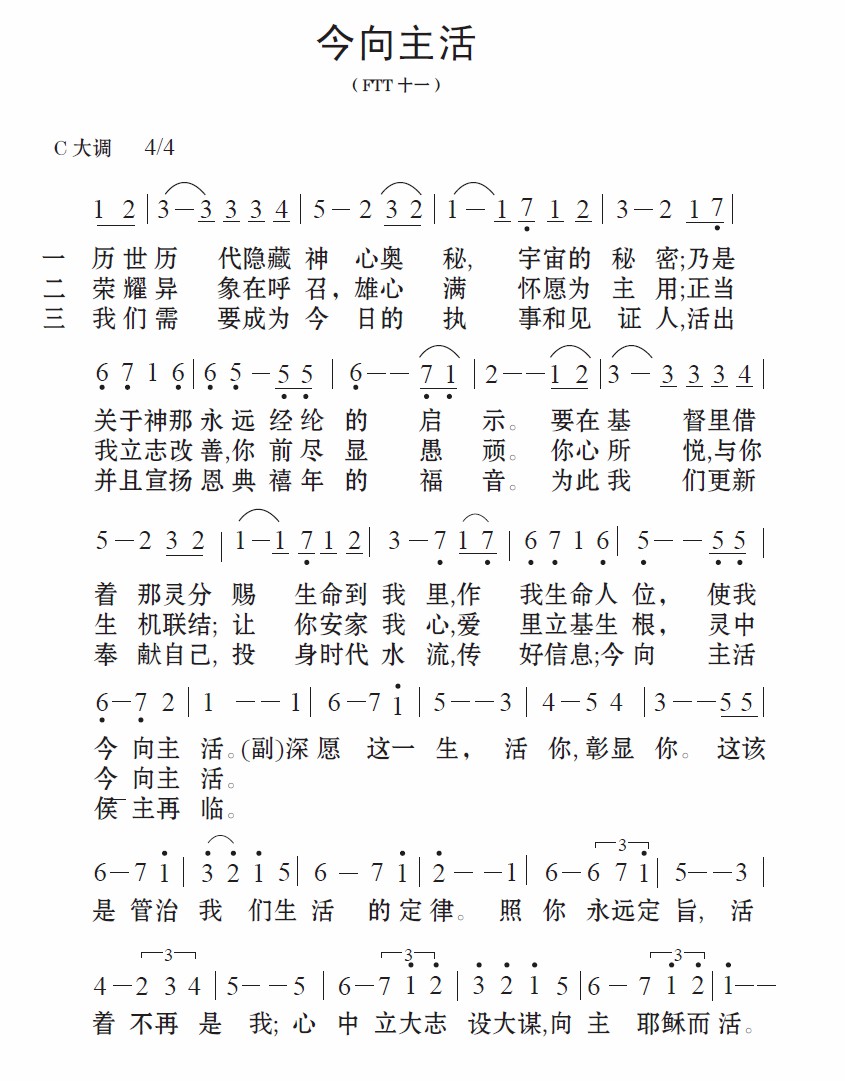 今向主活
（FTT 十一）
C 大调 4/4
1 2 | 3 — 3 3 3 4 | 5 — 2 3 2 | 1 — 1 7 1 2 | 3 — 2 1 7 |
一 历世历 代隐藏神 心奥 秘, 宇宙的 秘 密;乃是
二 荣耀异 象在呼召，雄心 满 怀愿为 主 用;正当
三 我们需 要成为今 日的 执 事和见 证人,活出
6 7 1 6 | 6 5 — 5 5 | 6 — — 7 1 | 2 — — 1 2 | 3 — 3 3 3 4 |
关于神那永远 经纶 的 启 示。 要在基 督里借
我立志改善,你 前尽 显 愚 顽。 你心所 悦,与你
并且宣扬恩典 禧年 的 福 音。 为此我 们更新
5 — 2 3 2 | 1 — 1 7 1 2 | 3 — 7 1 7 | 6 7 1 6 | 5 — — 5 5 |
着 那灵分 赐 生命到 我 里,作 我生命人 位， 使我
生 机联结; 让 你安家 我 心,爱 里立基生 根， 灵中
奉 献自己, 投 身时代 水 流,传 好信息;今 向 主活
6 — 7 2 | 1 — — 1 | 6 — 7 1 | 5 — — 3 | 4 — 5 4 | 3 — — 5 5 |
今 向主 活。(副)深愿 这一 生， 活 你,彰显 你。 这该
今 向主 活。
俟 主再 临。
6 — 7 1 | 3 2 1 5 | 6 — 7 1 | 2 — — 1 | 6 — 6 7 1 | 5 — — 3 |
是 管治 我 们生 活 的定律。 照 你 永远定 旨, 活
4 — 2 3 4 | 5 — — 5 | 6 — 7 1 2 | 3 2 1 5 | 6 — 7 1 2 | 1 — —
着 不再 是 我; 心 中 立大志 设大谋,向 主 耶稣而 活。